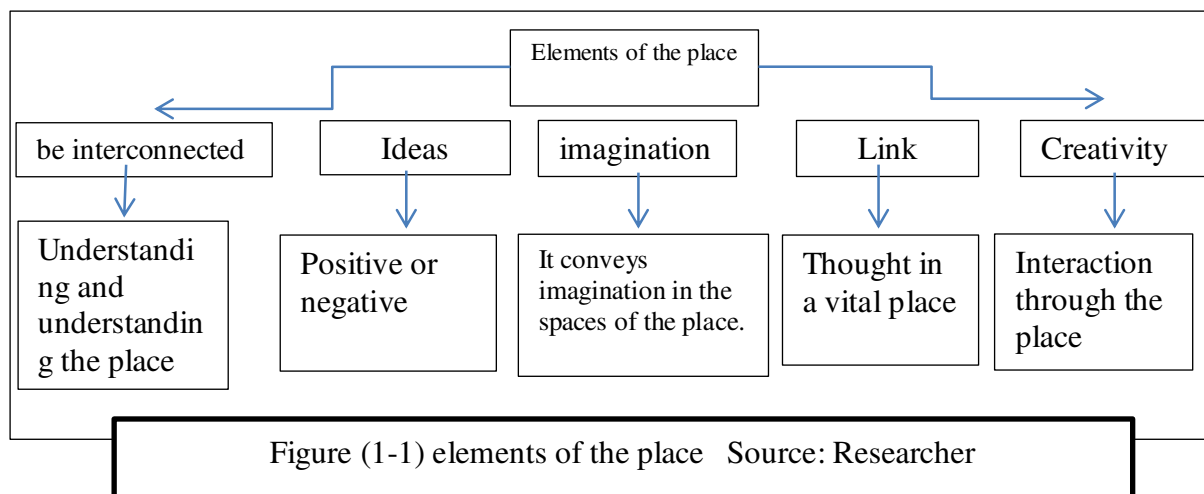 Elements of the place
be interconnected
Ideas
imagination
Link
Creativity
Understandi
ng and
understandin
g the place
Positive or
negative
It conveys
imagination in the
spaces of the place.
Thought in
a vital place
Interaction
through the
place
Figure (1-1) elements of the place   Source: Researcher